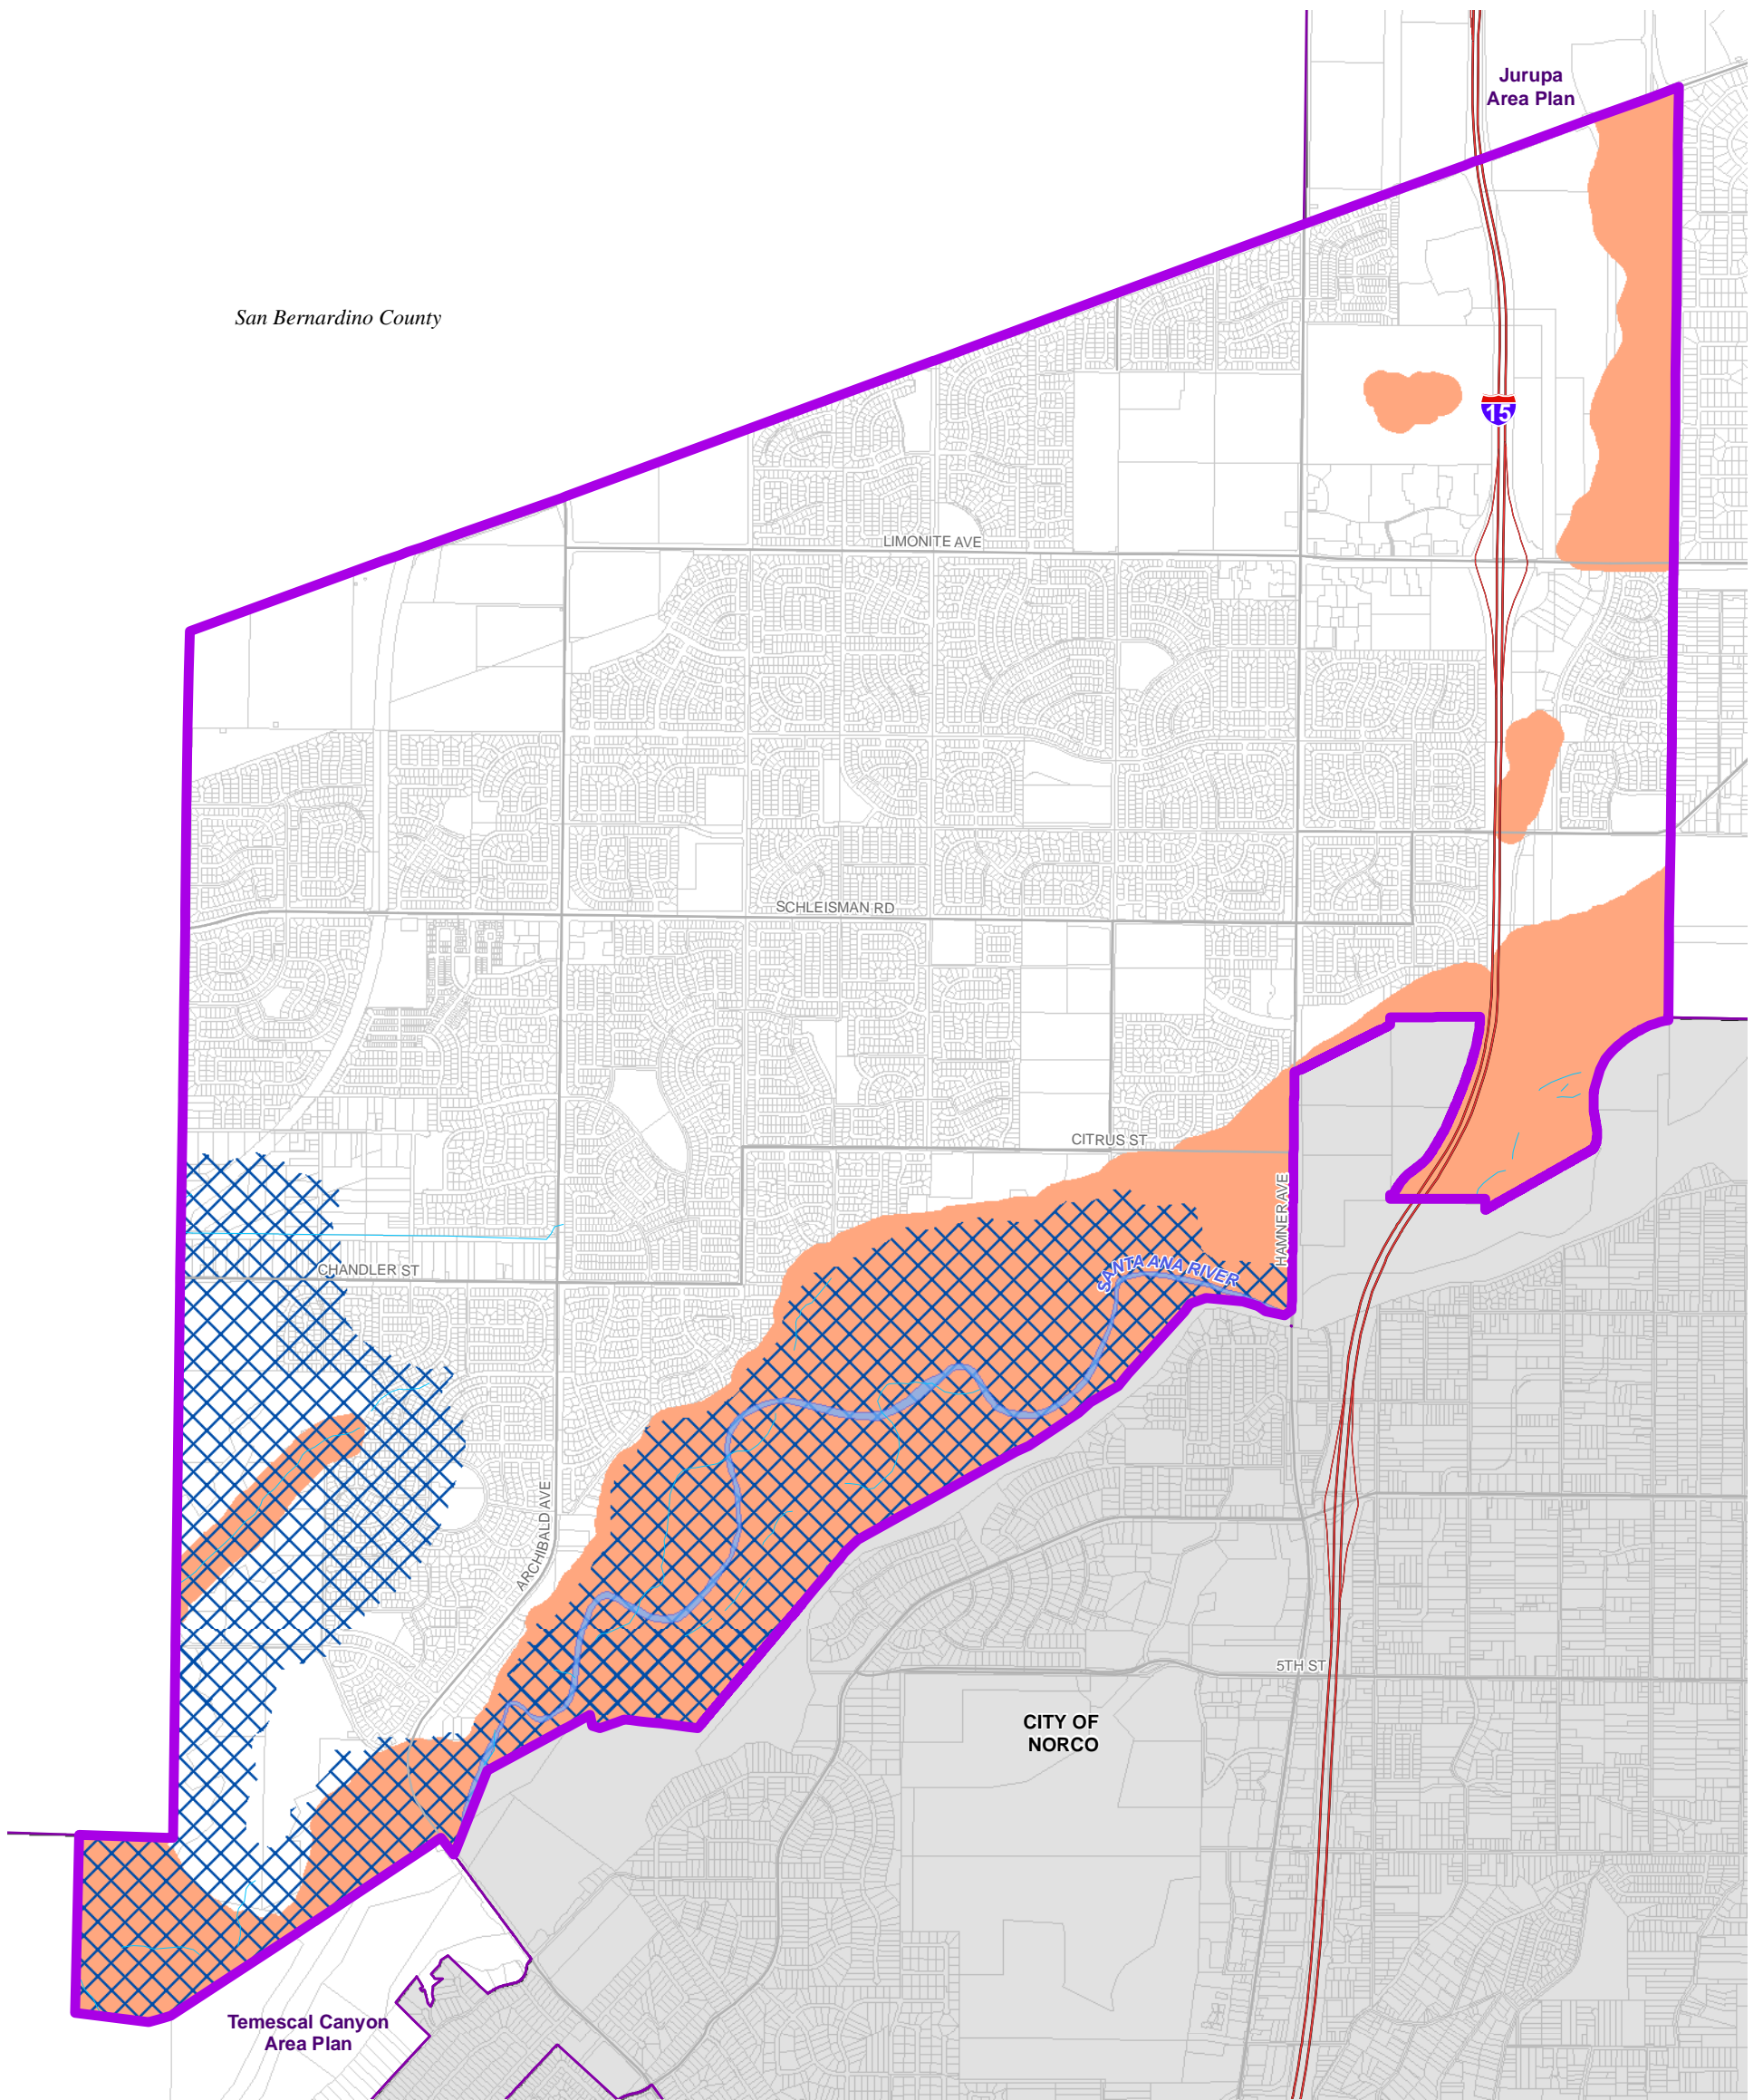 Jurupa
Area Plan
San Bernardino County
15
LIMONITE AVE
SCHLEISMAN RD
CITRUS ST
HAMNER AVE
SANTA ANA RIVER
CHANDLER ST
ARCHIBALD AVE
5TH ST
CITY OF
NORCO
Temescal Canyon
Area Plan